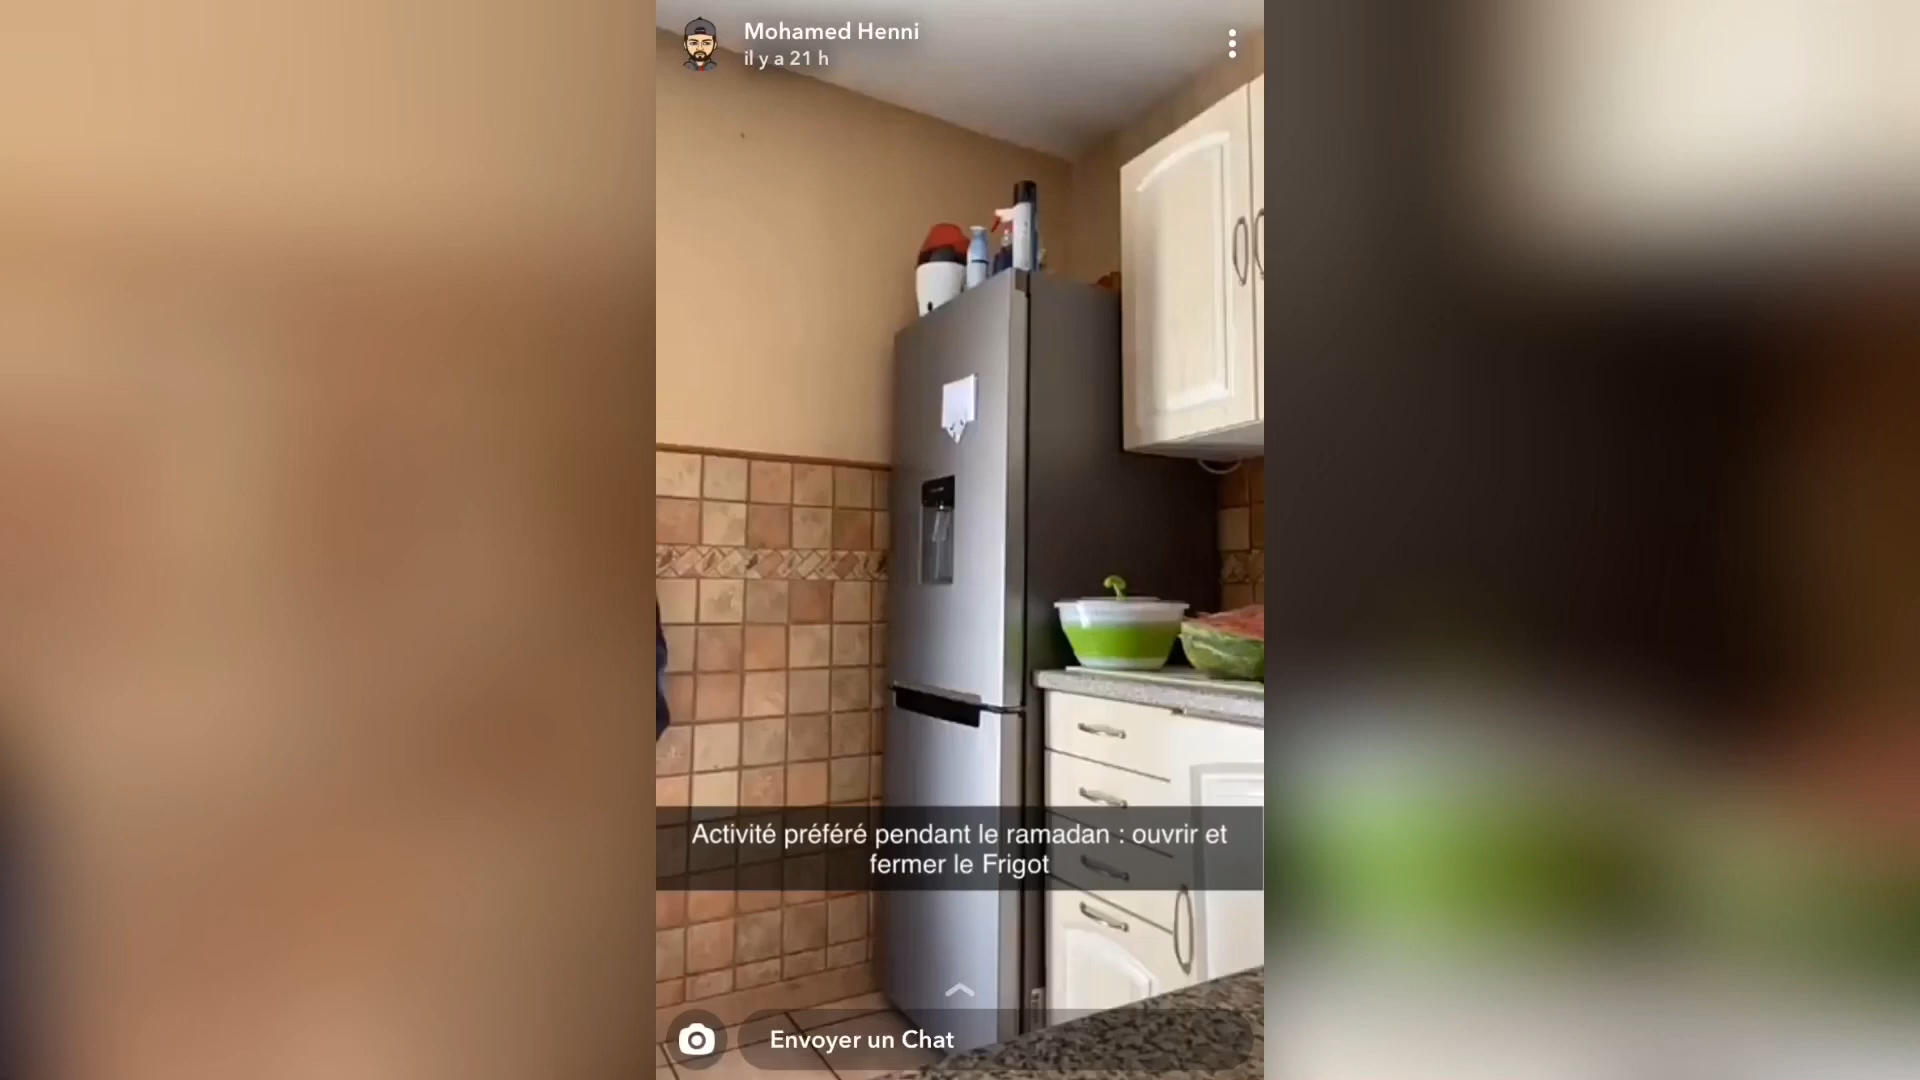 Mohamed Henni
il y a 21 h
Activité préféré pendant le ramadan : ouvrir et
fermer le Frigot
Envoyer un Chat